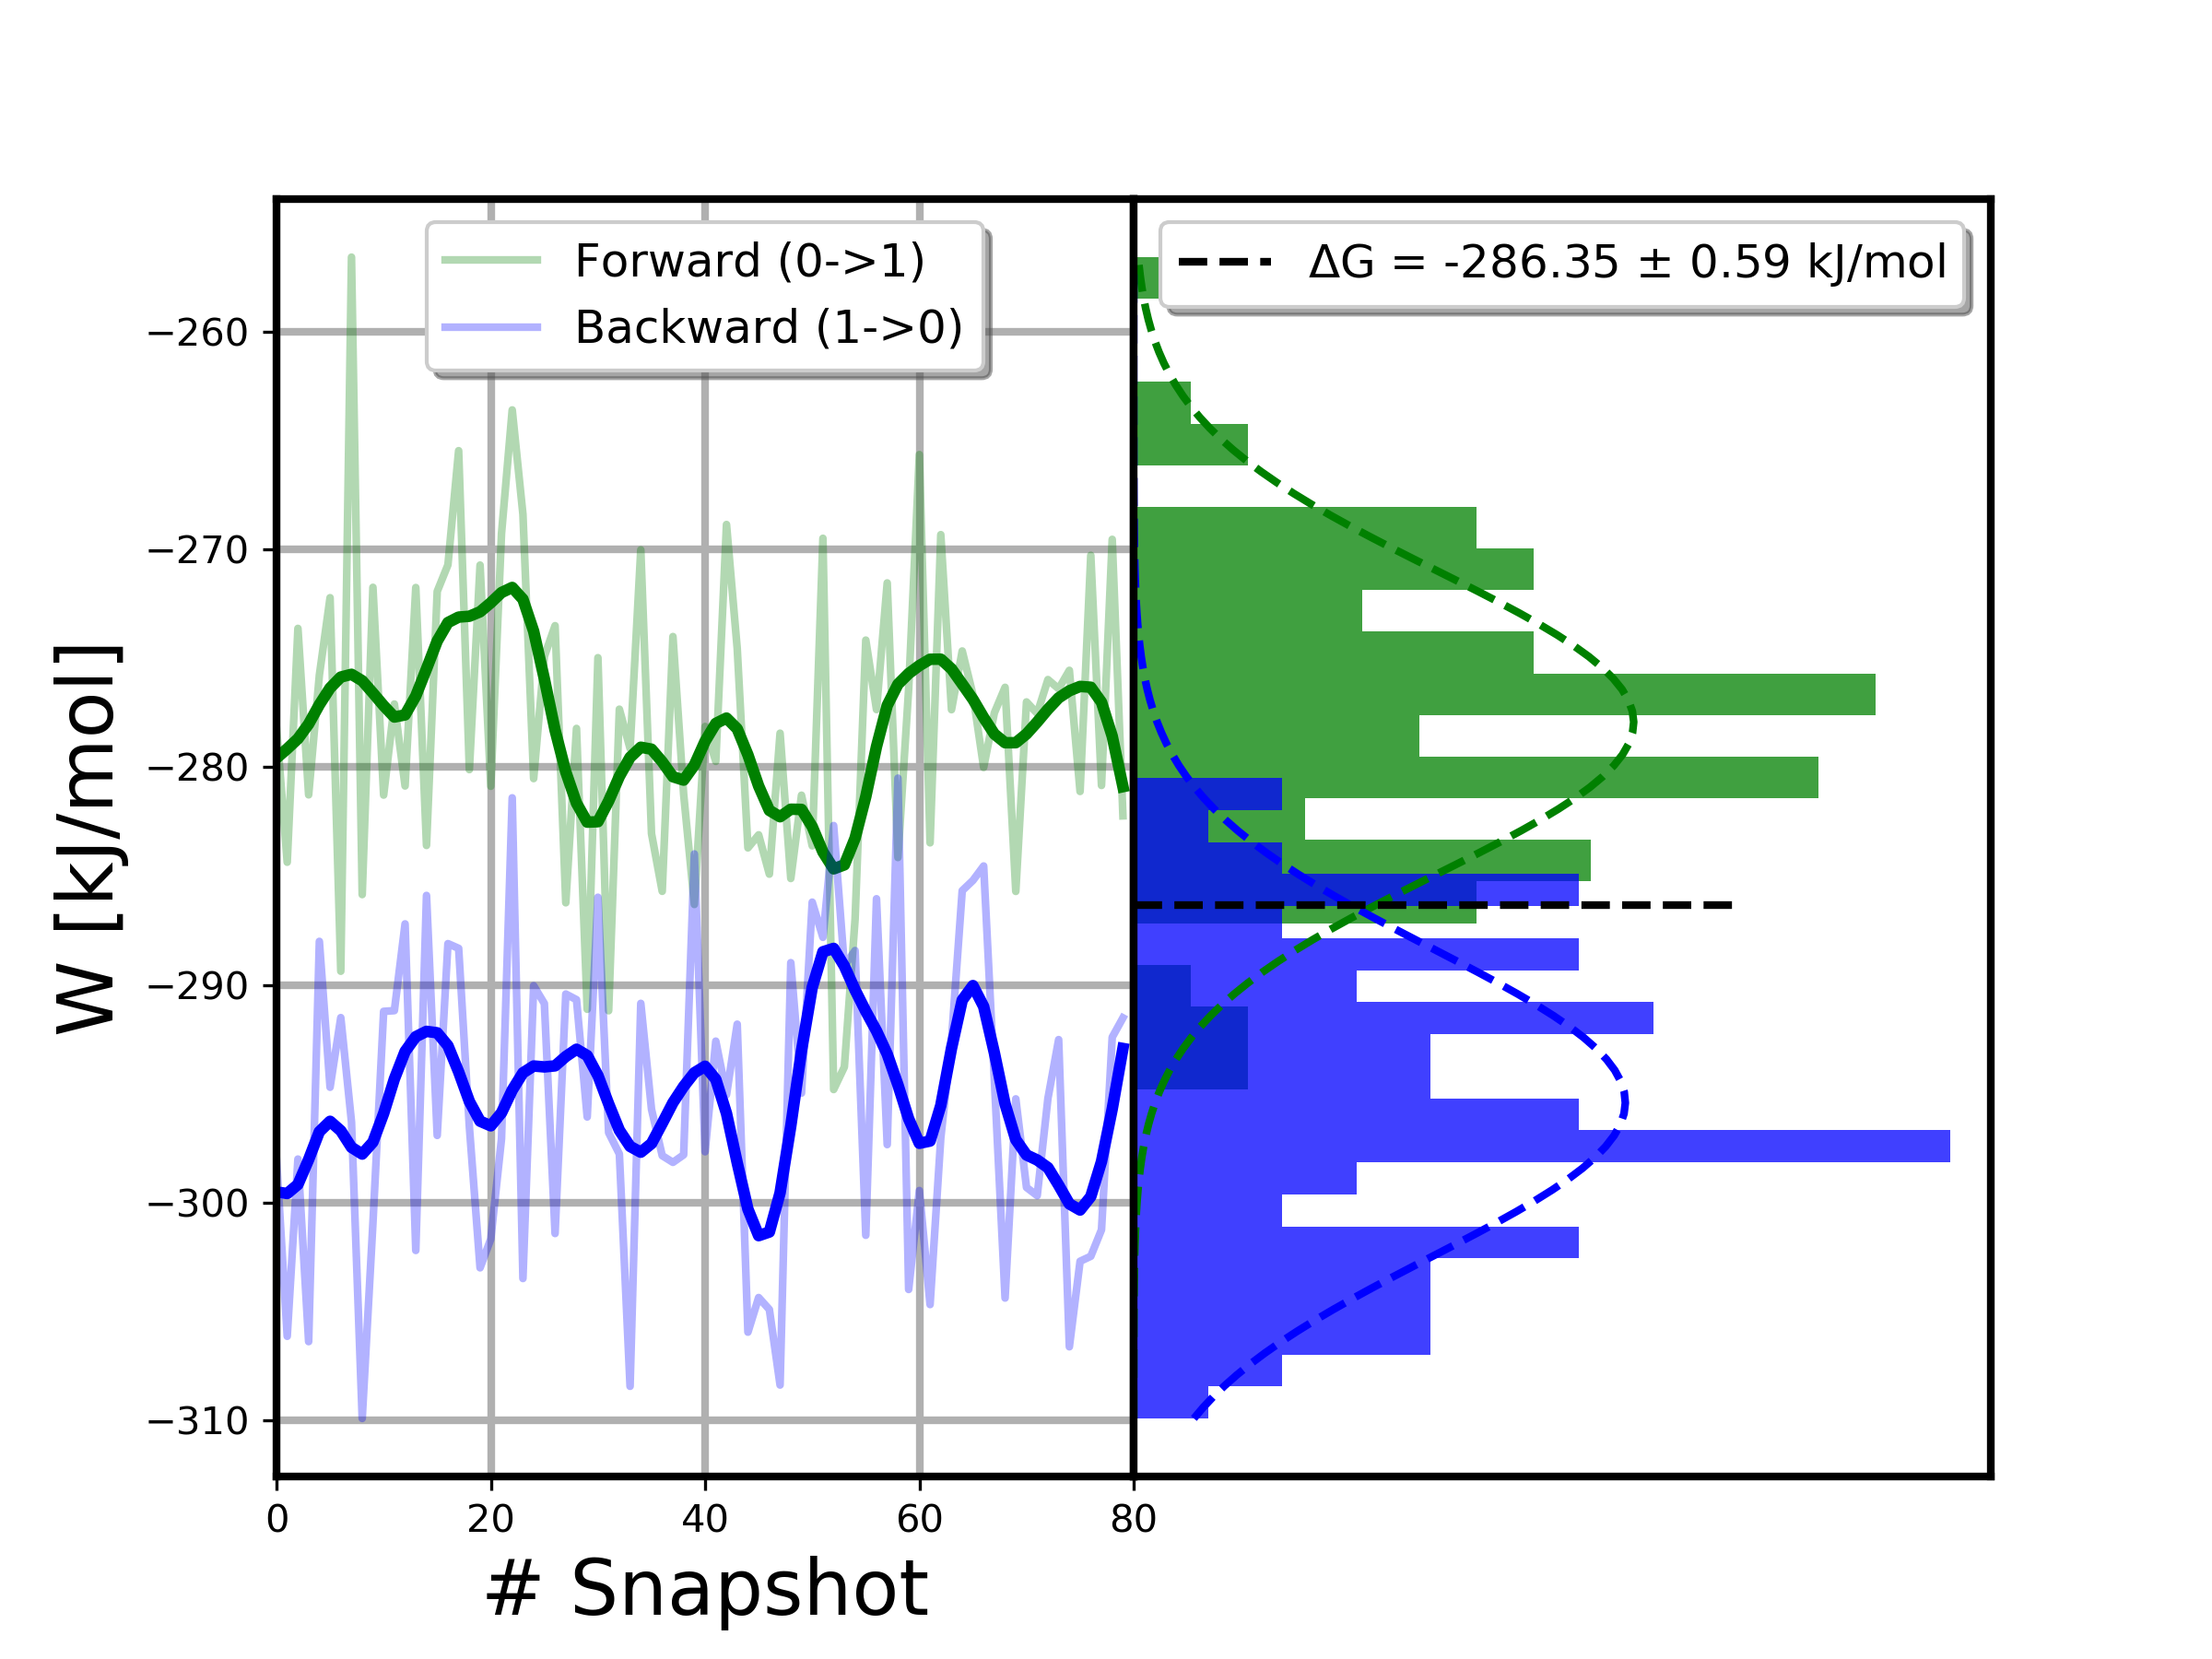 Forward (0->1)
Backward (1->0)
ΔG = -286.35 ± 0.59 kJ/mol
W [kJ/mol]
−260
−270
−280
−290
−300
−310
0 20 40 60 80
# Snapshot